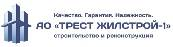 Качество. Гарантия. Надежность.
АО «ТРЕСТ ЖИЛСТРОЙ-1»
строительство и реконструкция